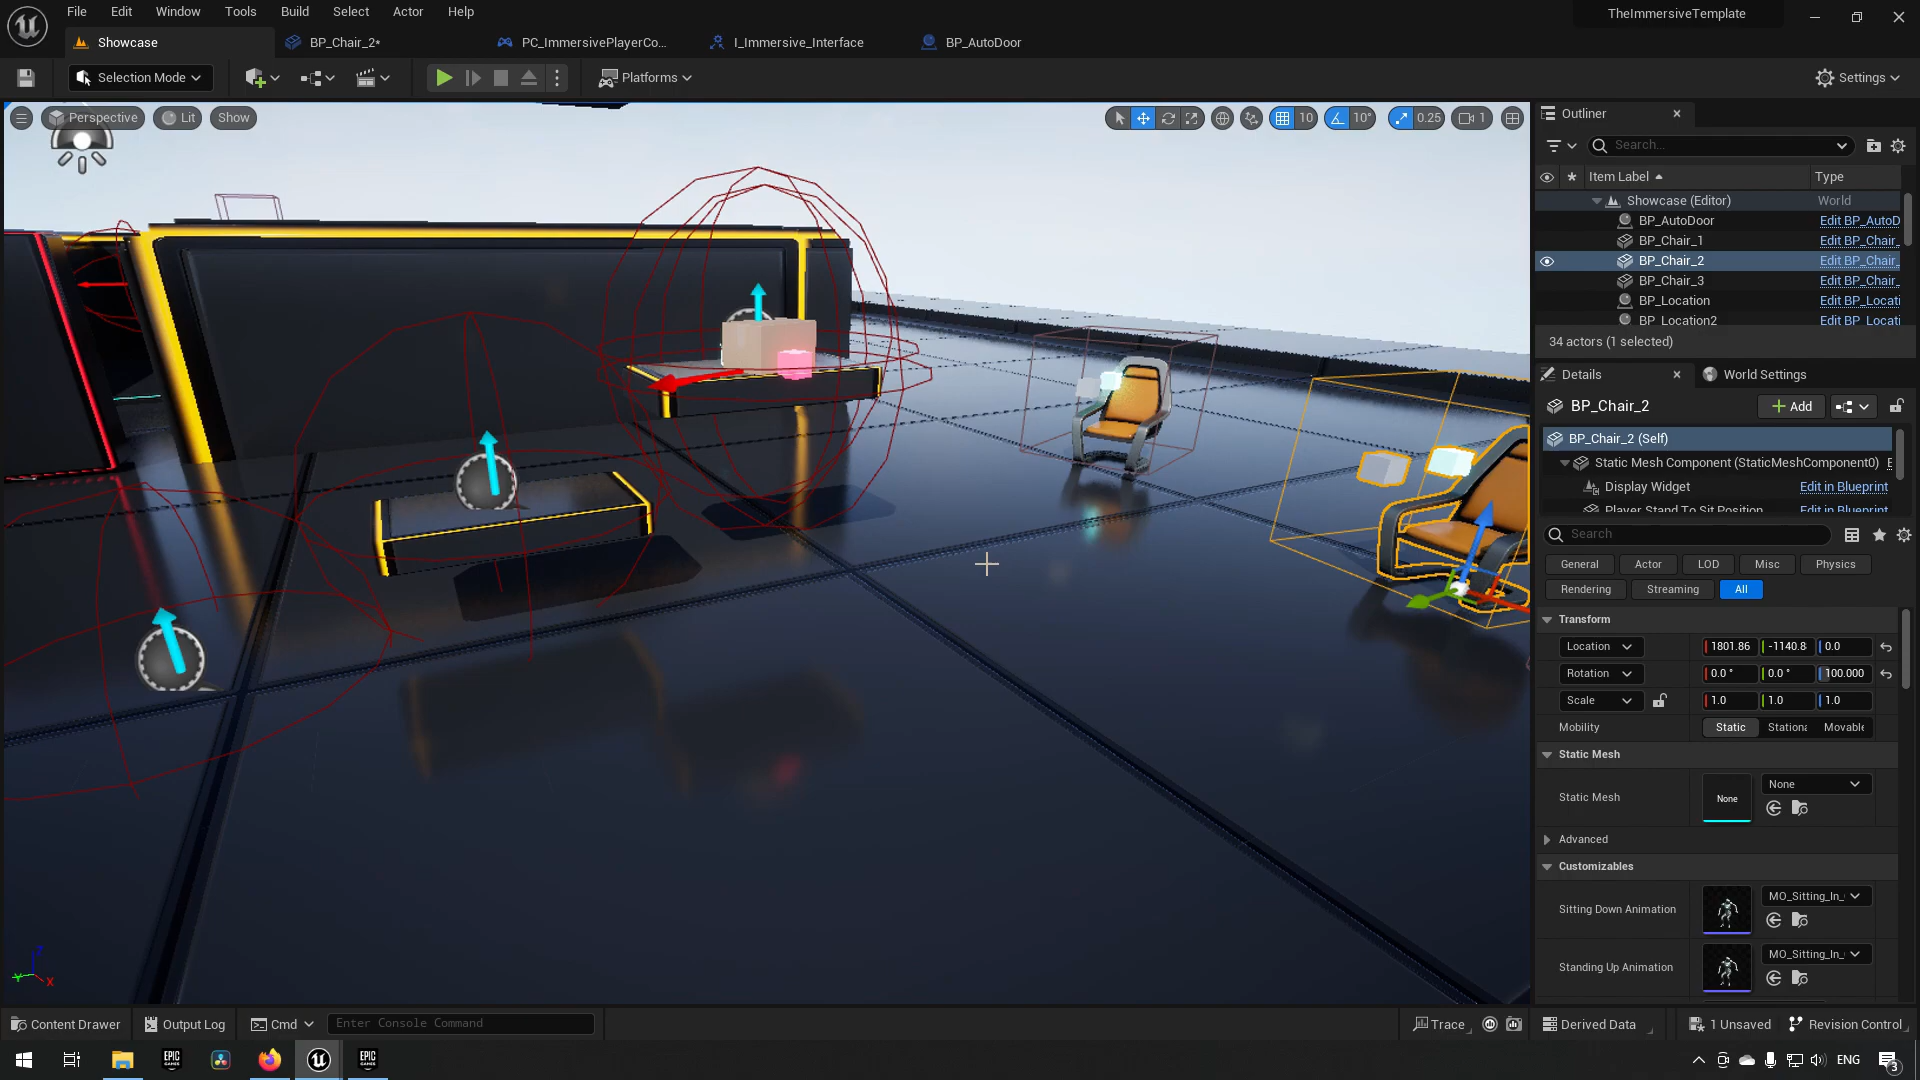 File Edit Window Tools Build Select Actor Help
TheImmersiveTemplate
Showcase
BP_Chair_2*
PC_ImmersivePlayerCo...
I_Immersive_Interface
BP_AutoDoor
Selection Mode
Platforms
Settings
Perspective
Lit
Show
10
10°
0.25
1
Outliner
Search...
Item Label
Type
Showcase (Editor) World
BP_AutoDoor Edit BP_AutoD
BP_Chair_1 Edit BP_Chair_
BP_Chair_2 Edit BP_Chair_
BP_Chair_3 Edit BP_Chair_
BP_Location Edit BP_Locati
BP_Location2 Edit BP_Locati
34 actors (1 selected)
Details
World Settings
BP_Chair_2
Add
BP_Chair_2 (Self)
Static Mesh Component (StaticMeshComponent0) E
Display Widget Edit in Blueprint
Player Stand To Sit Position Edit in Blueprint
Search
General Actor LOD Misc Physics
Rendering Streaming All
Transform
Location 1801.86 -1140.8 0.0
Rotation 0.0 ° 0.0 ° 100.000
Scale 1.0 1.0 1.0
Mobility Static Stationa Movable
Static Mesh
None
Static Mesh None
Advanced
Customizables
MO_Sitting_In_
Sitting Down Animation
MO_Sitting_In_
Standing Up Animation
Z
Y
X
Content Drawer
Output Log
Cmd
Enter Console Command
Trace
Derived Data
1 Unsaved
Revision Control
EPIC GAMES
EPIC GAMES
ENG
3